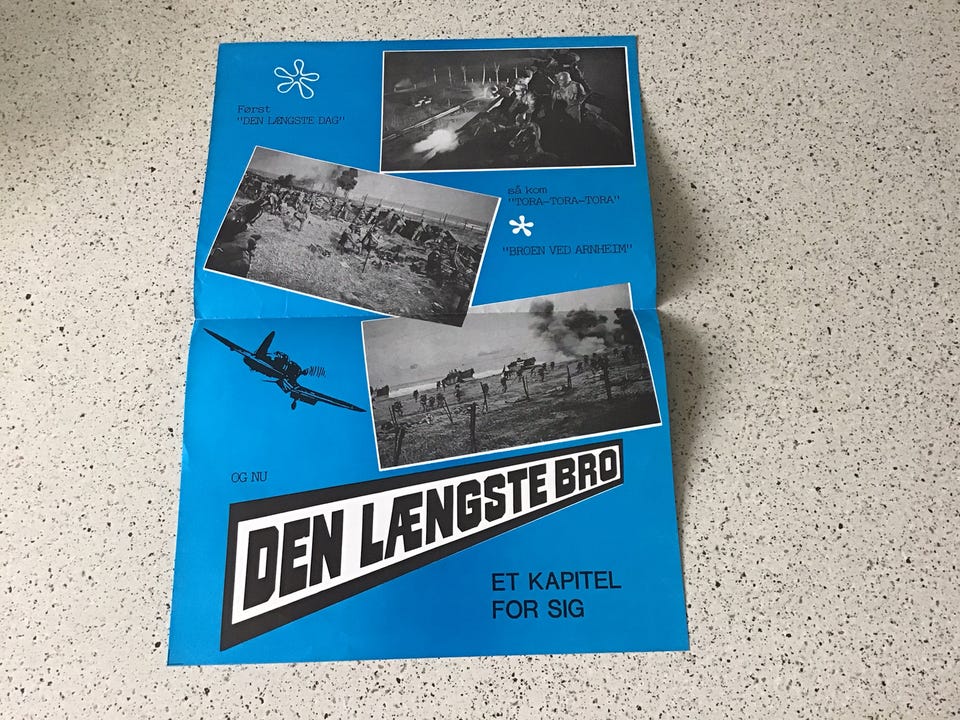 Først
"DEN LÆNGSTE DAG"
så kom
"TORA-TORA-TORA"
"BROEN VED ARNHEIM"
OG NU
DEN LÆNGSTE BRO
ET KAPITEL
FOR SIG